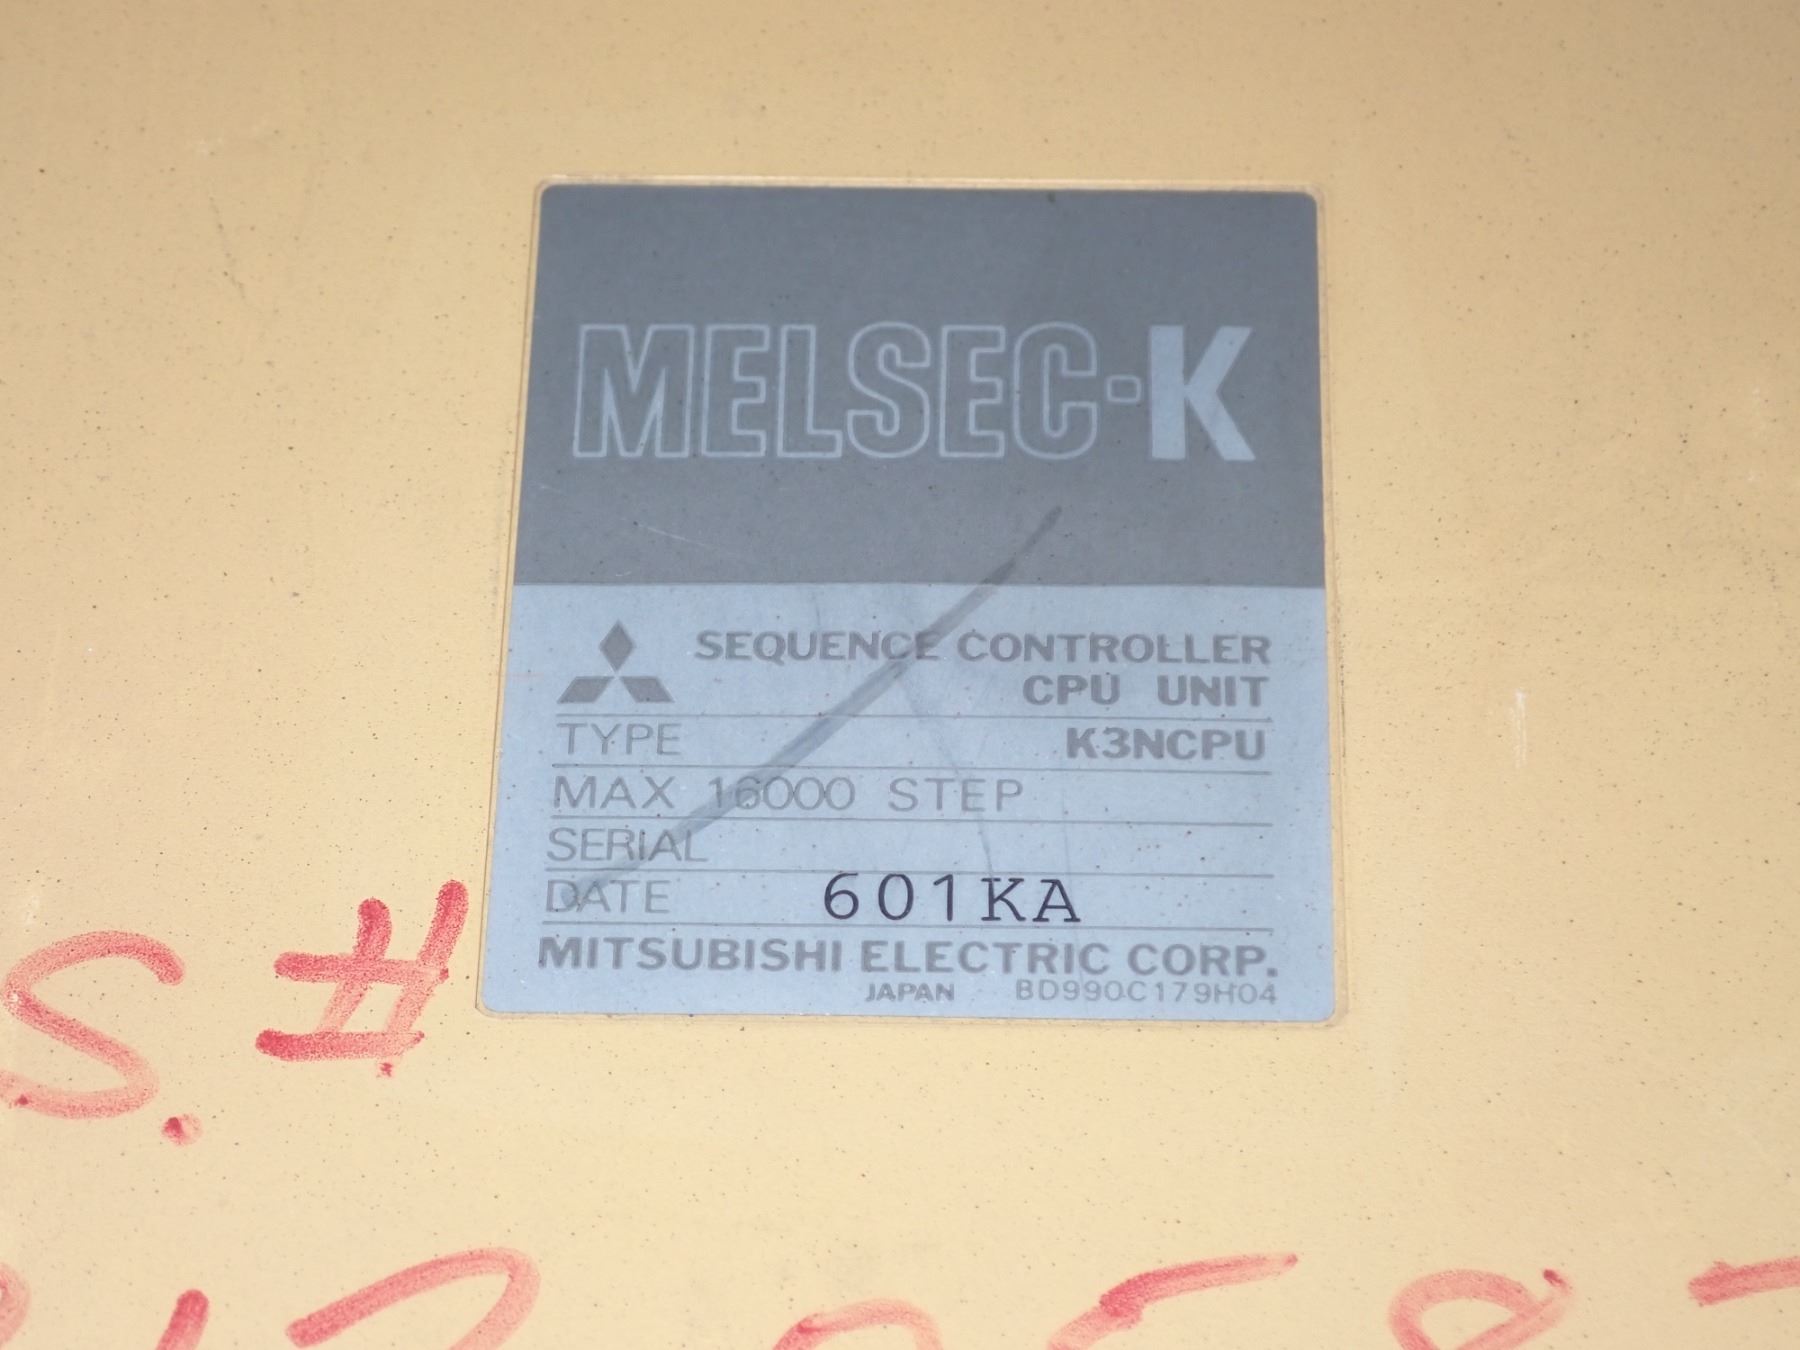 MELSEC-K
SEQUENCE CONTROLLER
CPU UNIT
TYPE K3NCPU
MAX 16000 STEP
SERIAL
DATE 601KA
MITSUBISHI ELECTRIC CORP.
JAPAN BD990C179H04
S. #